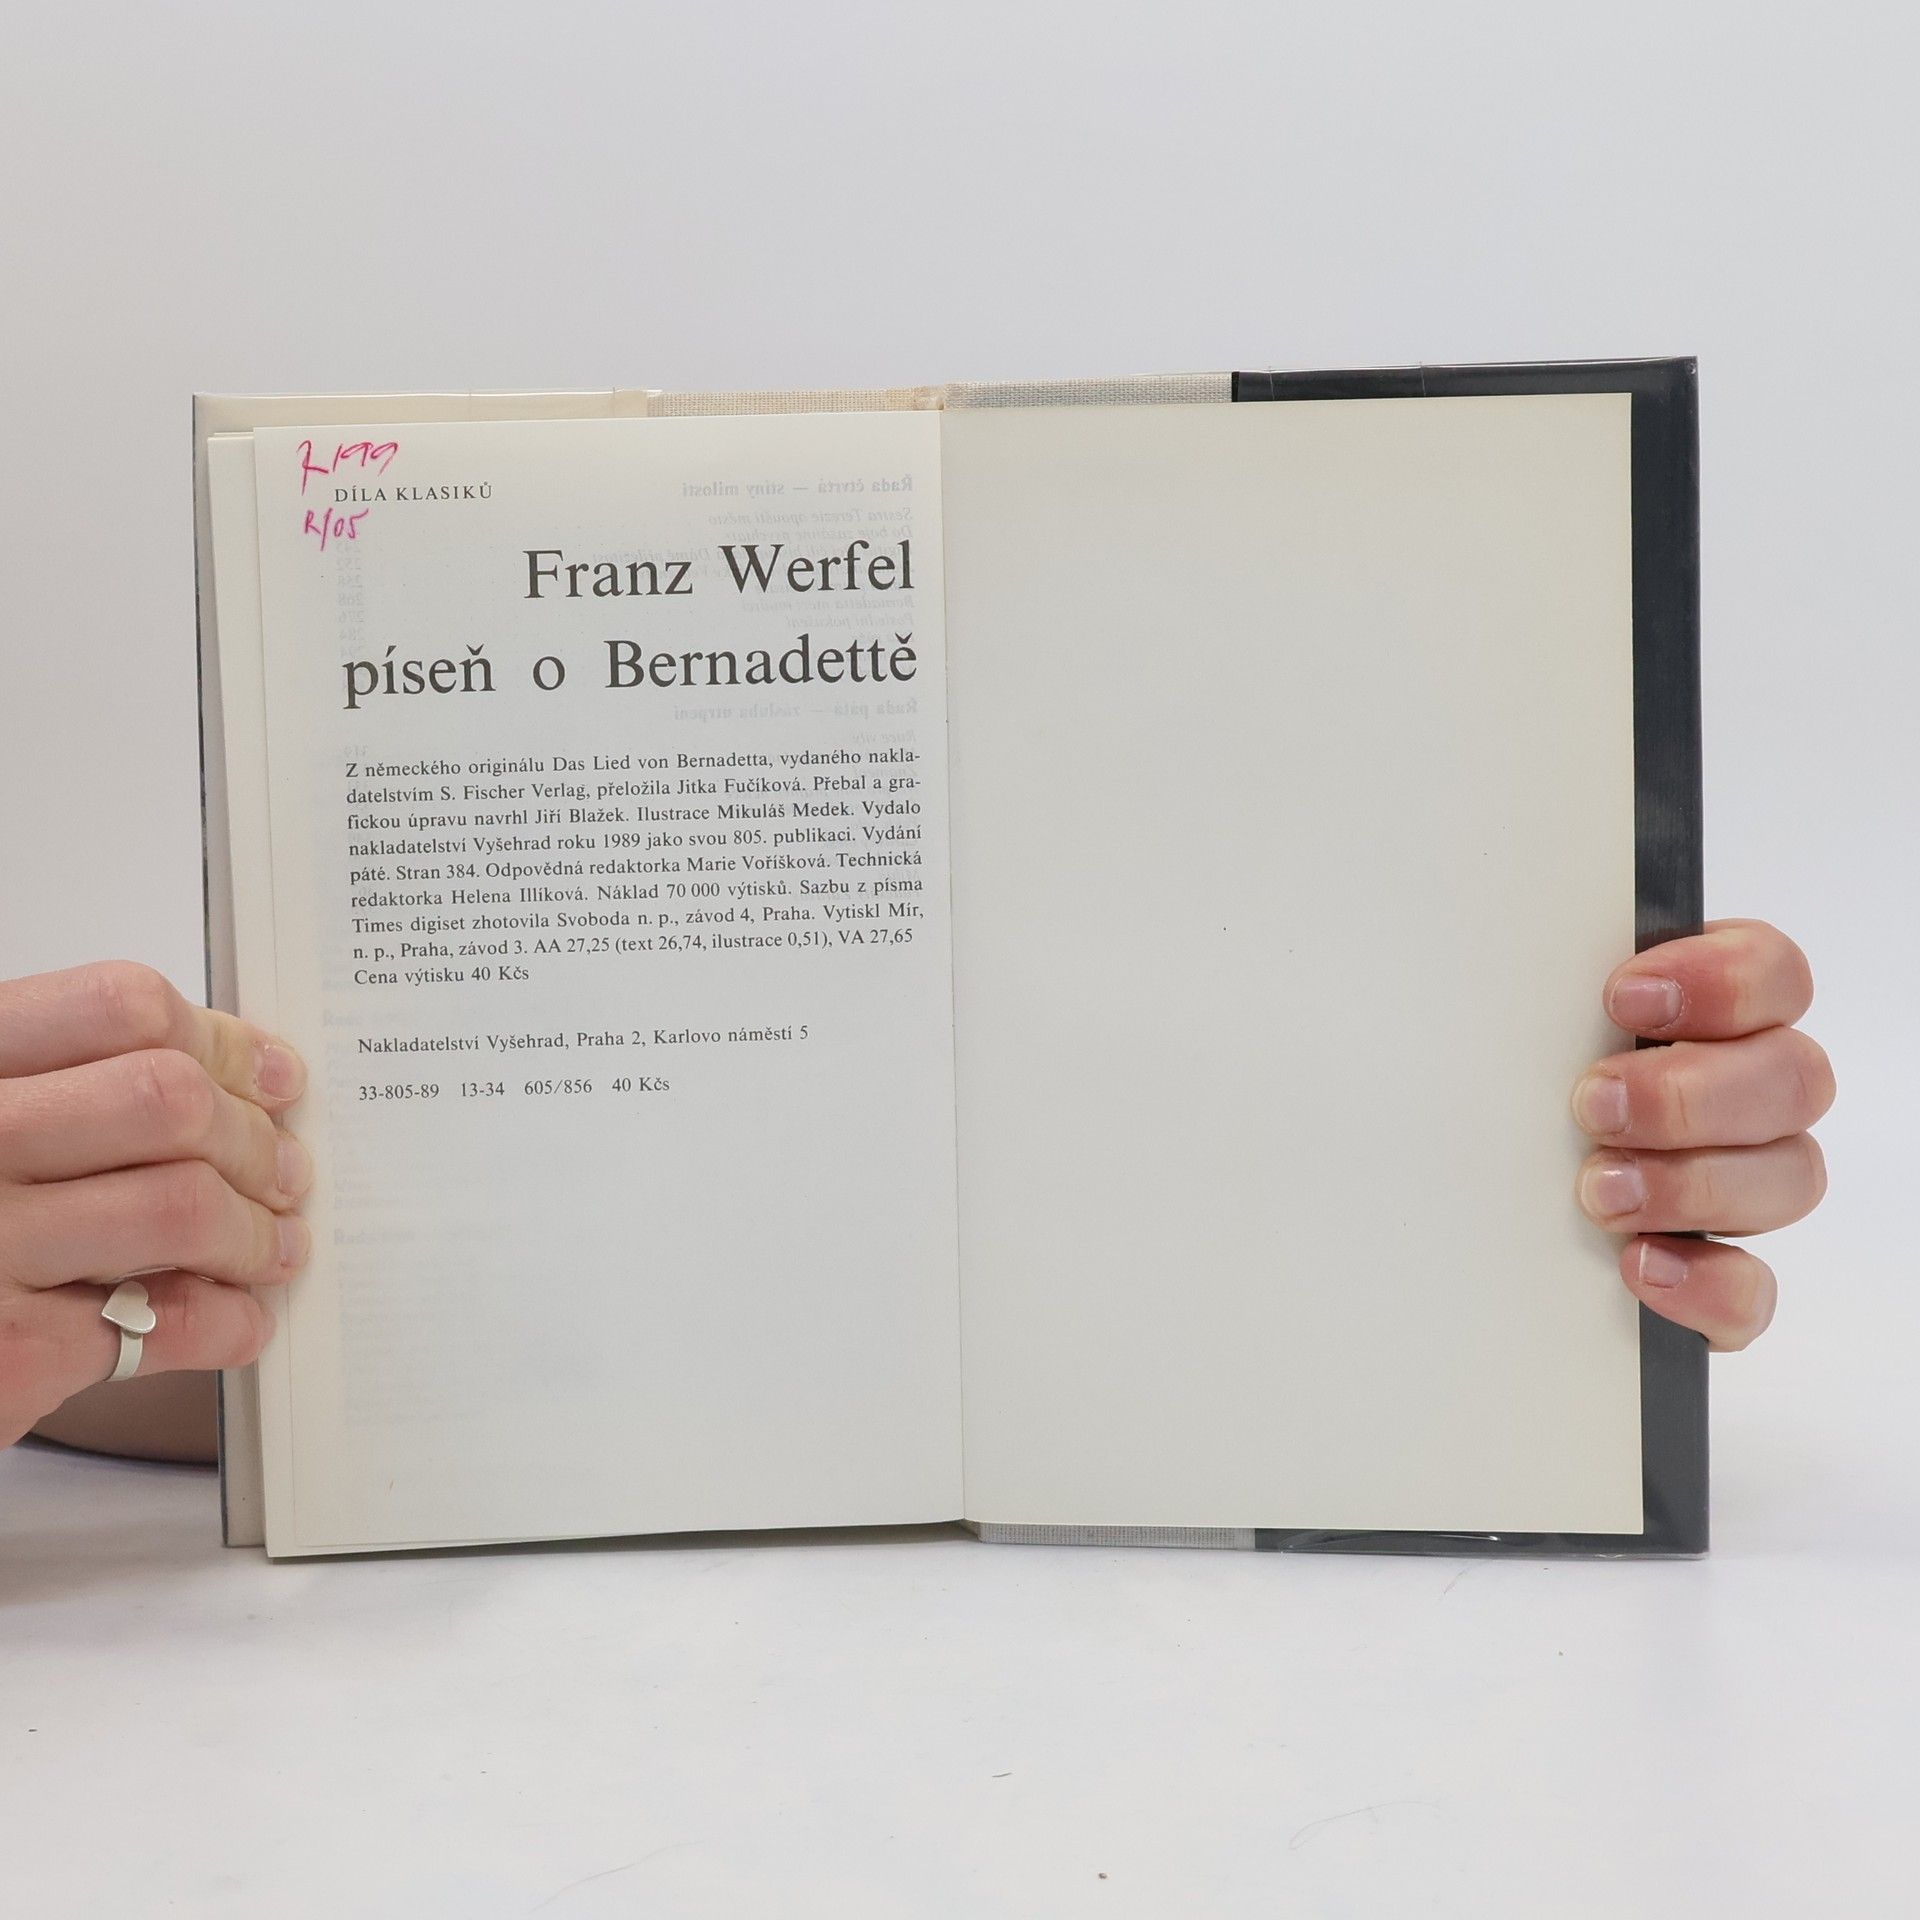 R/99
DÍLA KLASIKŮ
R/05
Franz Werfel
píseň o Bernadettě
Z německého originálu Das Lied von Bernadetta, vydaného nakla-
datelstvím S. Fischer Verlag, přeložila Jitka Fučíková. Přebal a gra-
fickou úpravu navrhl Jiří Blažek. Ilustrace Mikuláš Medek. Vydalo
nakladatelství Vyšehrad roku 1989 jako svou 805. publikaci. Vydání
páté. Stran 384. Odpovědná redaktorka Marie Voříšková. Technická
redaktorka Helena Illíková. Náklad 70 000 výtisků. Sazbu z písma
Times digiset zhotovila Svoboda n. p., závod 4, Praha. Vytiskl Mír,
n. p., Praha, závod 3. AA 27,25 (text 26,74, ilustrace 0,51), VA 27,65
Cena výtisku 40 Kčs
Nakladatelství Vyšehrad, Praha 2, Karlovo náměstí 5
33-805-89 13-34 605/856 40 Kčs